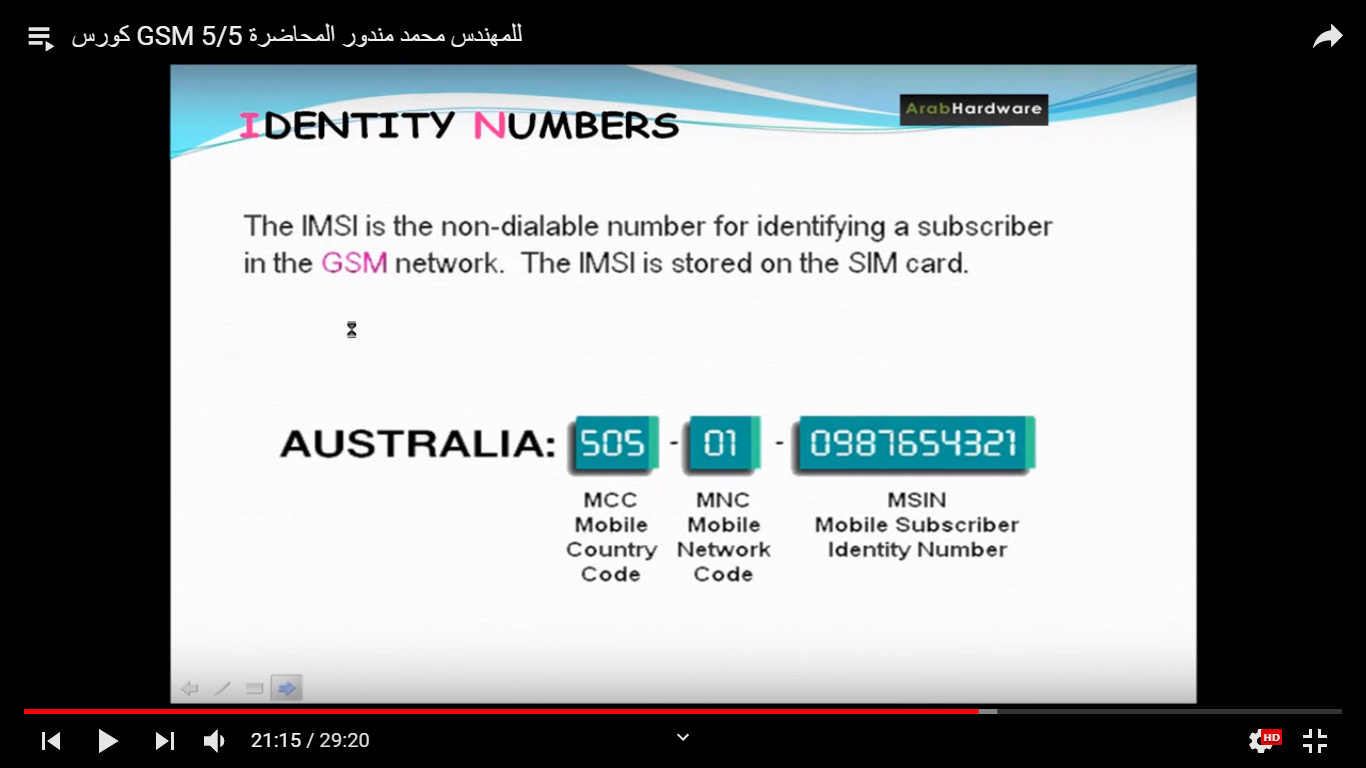 كورس GSM 5/5 للمهندس محمد مندور المحاضرة
ArabHardware
IDENTITY NUMBERS
The IMSI is the non-dialable number for identifying a subscriber
in the GSM network. The IMSI is stored on the SIM card.
AUSTRALIA: 505 - 01 - 0987654321
MCC
Mobile
Country
Code
MNC
Mobile
Network
Code
MSIN
Mobile Subscriber
Identity Number
21:15 / 29:20
HD